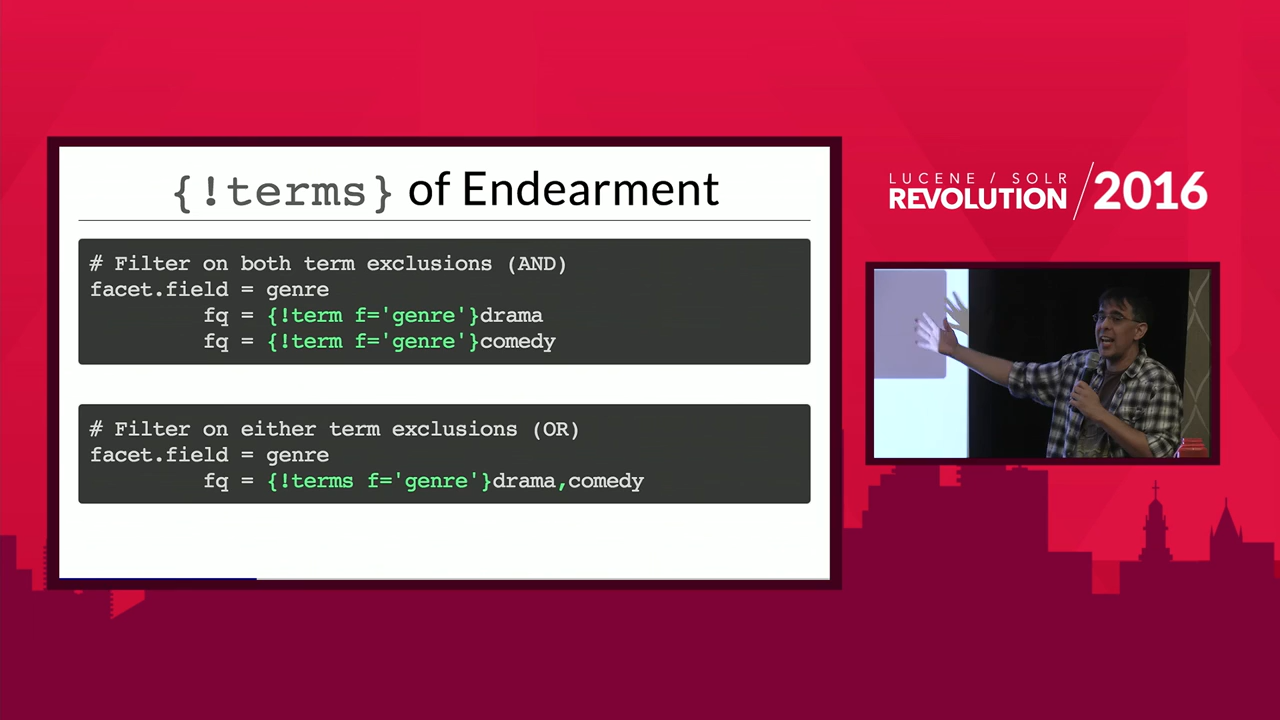 {!terms} of Endearment
# Filter on both term exclusions (AND)
facet.field = genre
fq = {!term f='genre'}drama
fq = {!term f='genre'}comedy
# Filter on either term exclusions (OR)
facet.field = genre
fq = {!terms f='genre'}drama,comedy
LUCENE / SOLR
REVOLUTION / 2016